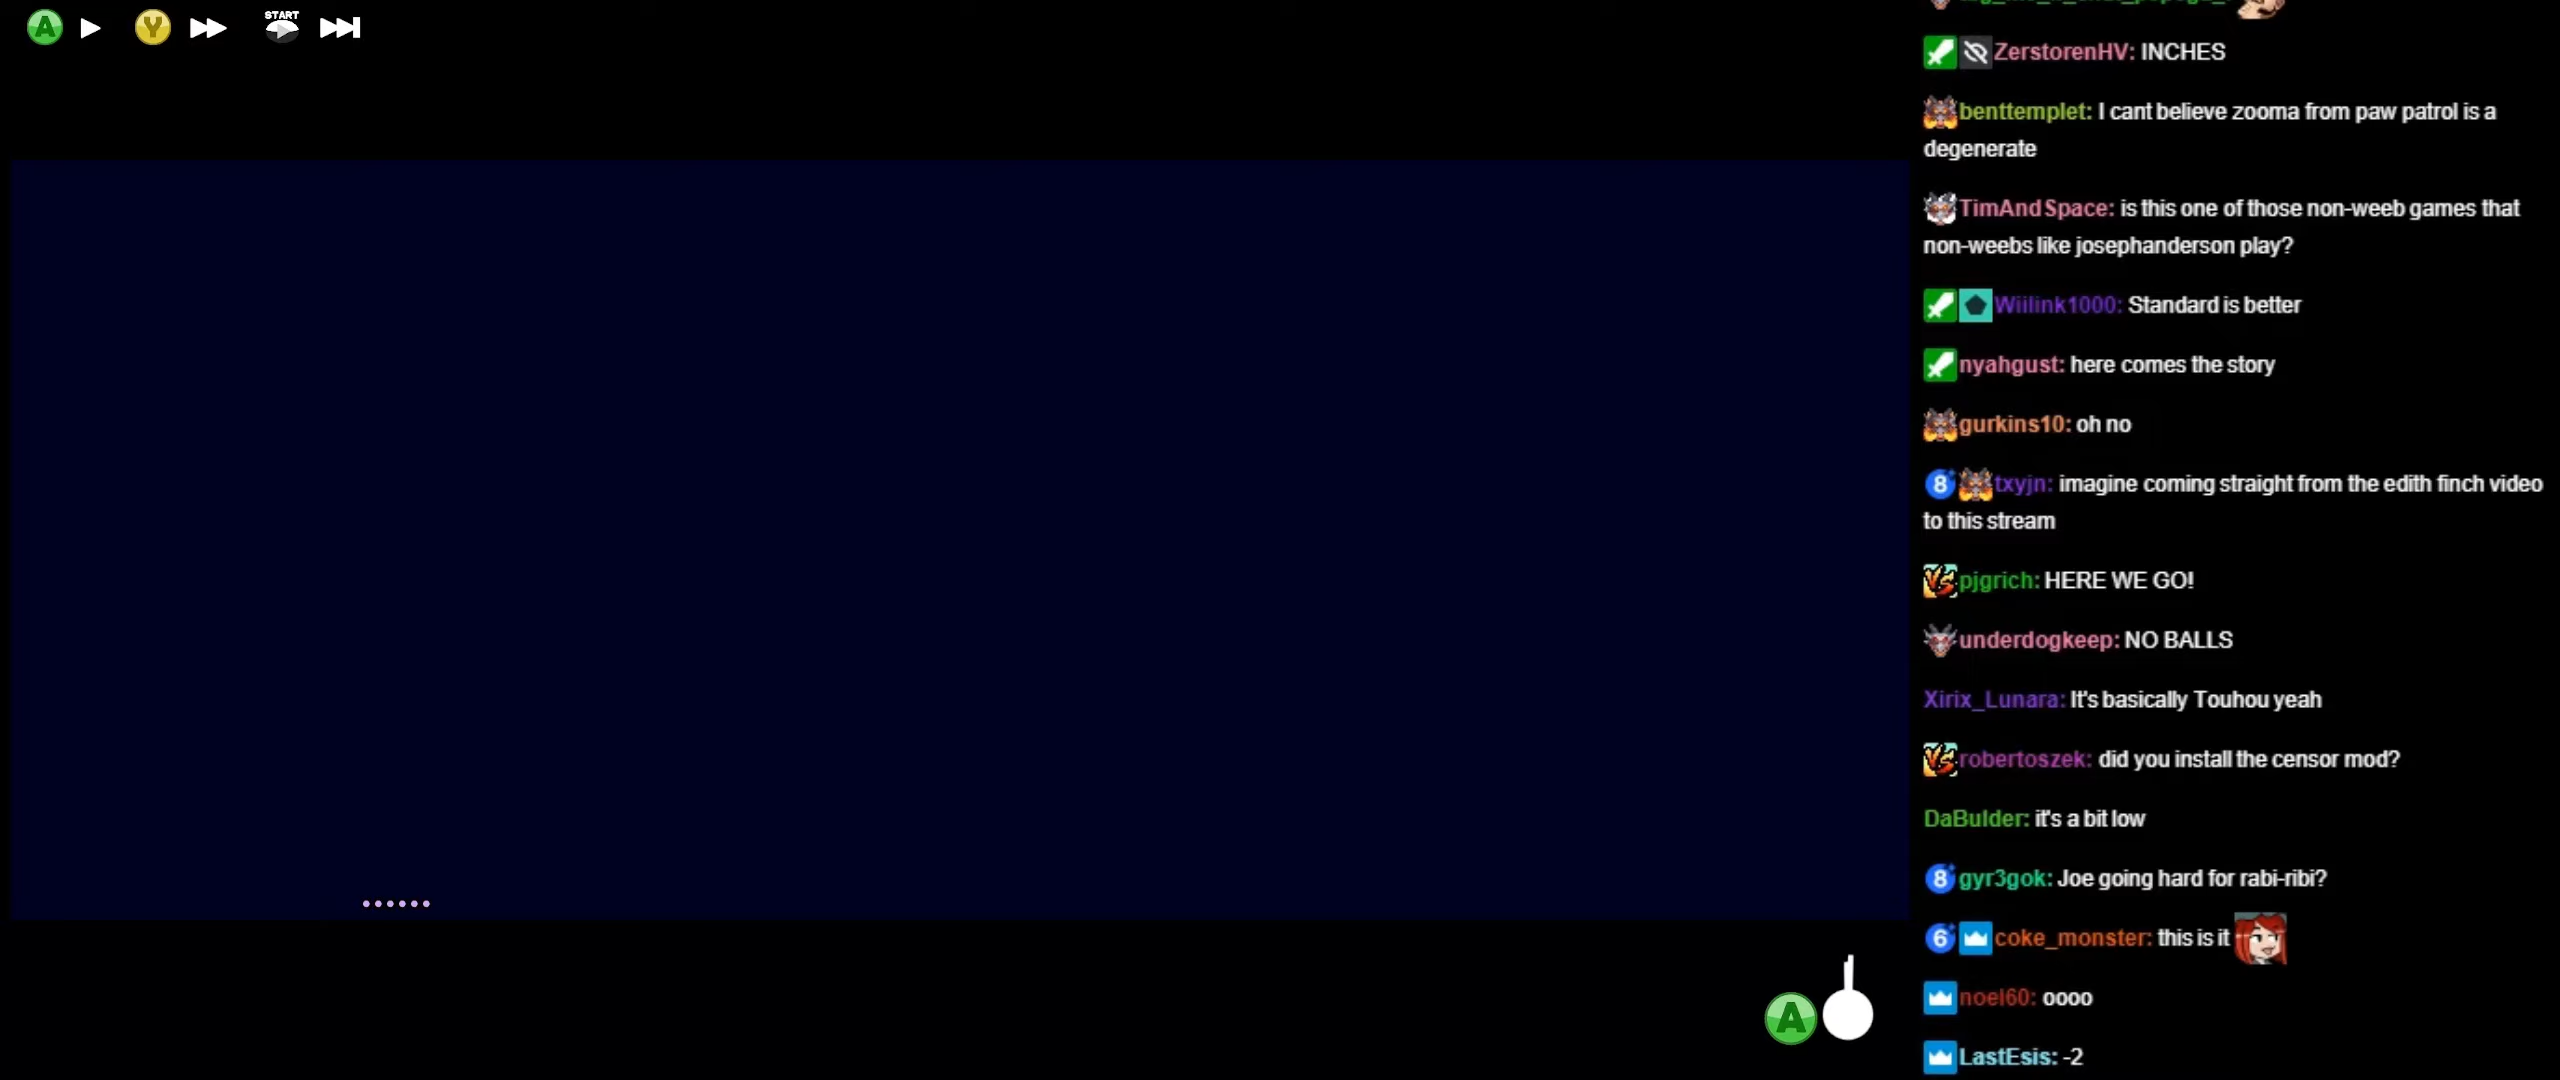 A Y START
ZerstorenHV: INCHES
benttemplet: I cant believe zooma from paw patrol is a
degenerate
TimAndSpace: is this one of those non-weeb games that
non-weebs like josephanderson play?
Wiilink1000: Standard is better
nyahgust: here comes the story
gurkins10: oh no
8 txyjn: imagine coming straight from the edith finch video
to this stream
VS pjgrich: HERE WE GO!
underdogkeep: NO BALLS
Xirix_Lunara: It's basically Touhou yeah
VS robertoszek: did you install the censor mod?
DaBulder: it's a bit low
8 gyr3gok: Joe going hard for rabi-ribi?
......
6 coke_monster: this is it
noel60: oooo
A
LastEsis: -2